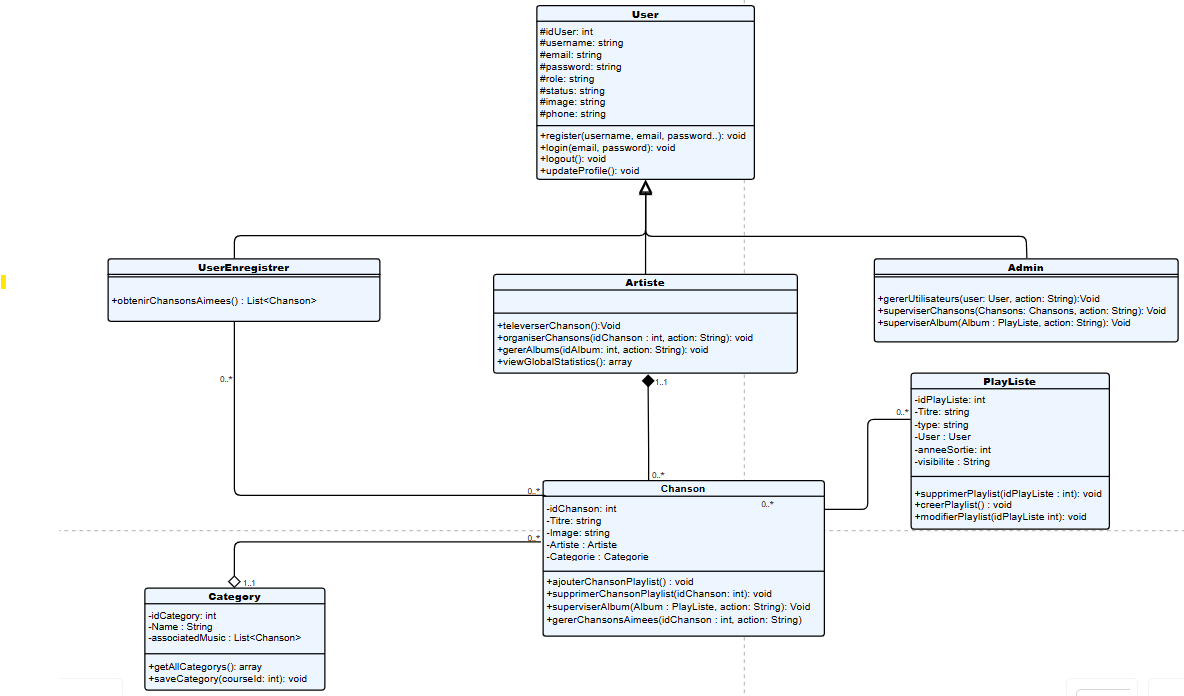 User
#idUser: int
#username: string
#email: string
#password: string
#role: string
#status: string
#image: string
#phone: string
+register(username, email, password..): void
+login(email, password): void
+logout(): void
+updateProfile(): void
UserEnregistrer
+obtenirChansonsAimees() : List<Chanson>
Artiste
+televerserChanson():Void
+organiserChansons(idChanson : int, action: String): void
+gererAlbums(idAlbum: int, action: String): void
+viewGlobalStatistics(): array
Admin
+gererUtilisateurs(user: User, action: String):Void
+superviserChansons(Chansons: Chansons, action: String): Void
+superviserAlbum(Album : PlayListe, action: String): Void
0..*
1..1
PlayListe
-idPlayListe: int
-Titre: string
-type: string
-User : User
-anneeSortie: int
-visibilite : String
+supprimerPlaylist(idPlayListe : int): void
+creerPlaylist() : void
+modifierPlaylist(idPlayListe int): void
0..*
0..*
0..*
Chanson
0..*
-idChanson: int
-Titre: string
-Image: string
-Artiste : Artiste
-Categorie : Categorie
+ajouterChansonPlaylist() : void
+supprimerChansonPlaylist(idChanson: int): void
+superviserAlbum(Album : PlayListe, action: String): Void
+gererChansonsAimees(idChanson : int, action: String)
0..*
1..1
Category
-idCategory: int
-Name : String
-associatedMusic : List<Chanson>
+getAllCategorys(): array
+saveCategory(courseId: int): void